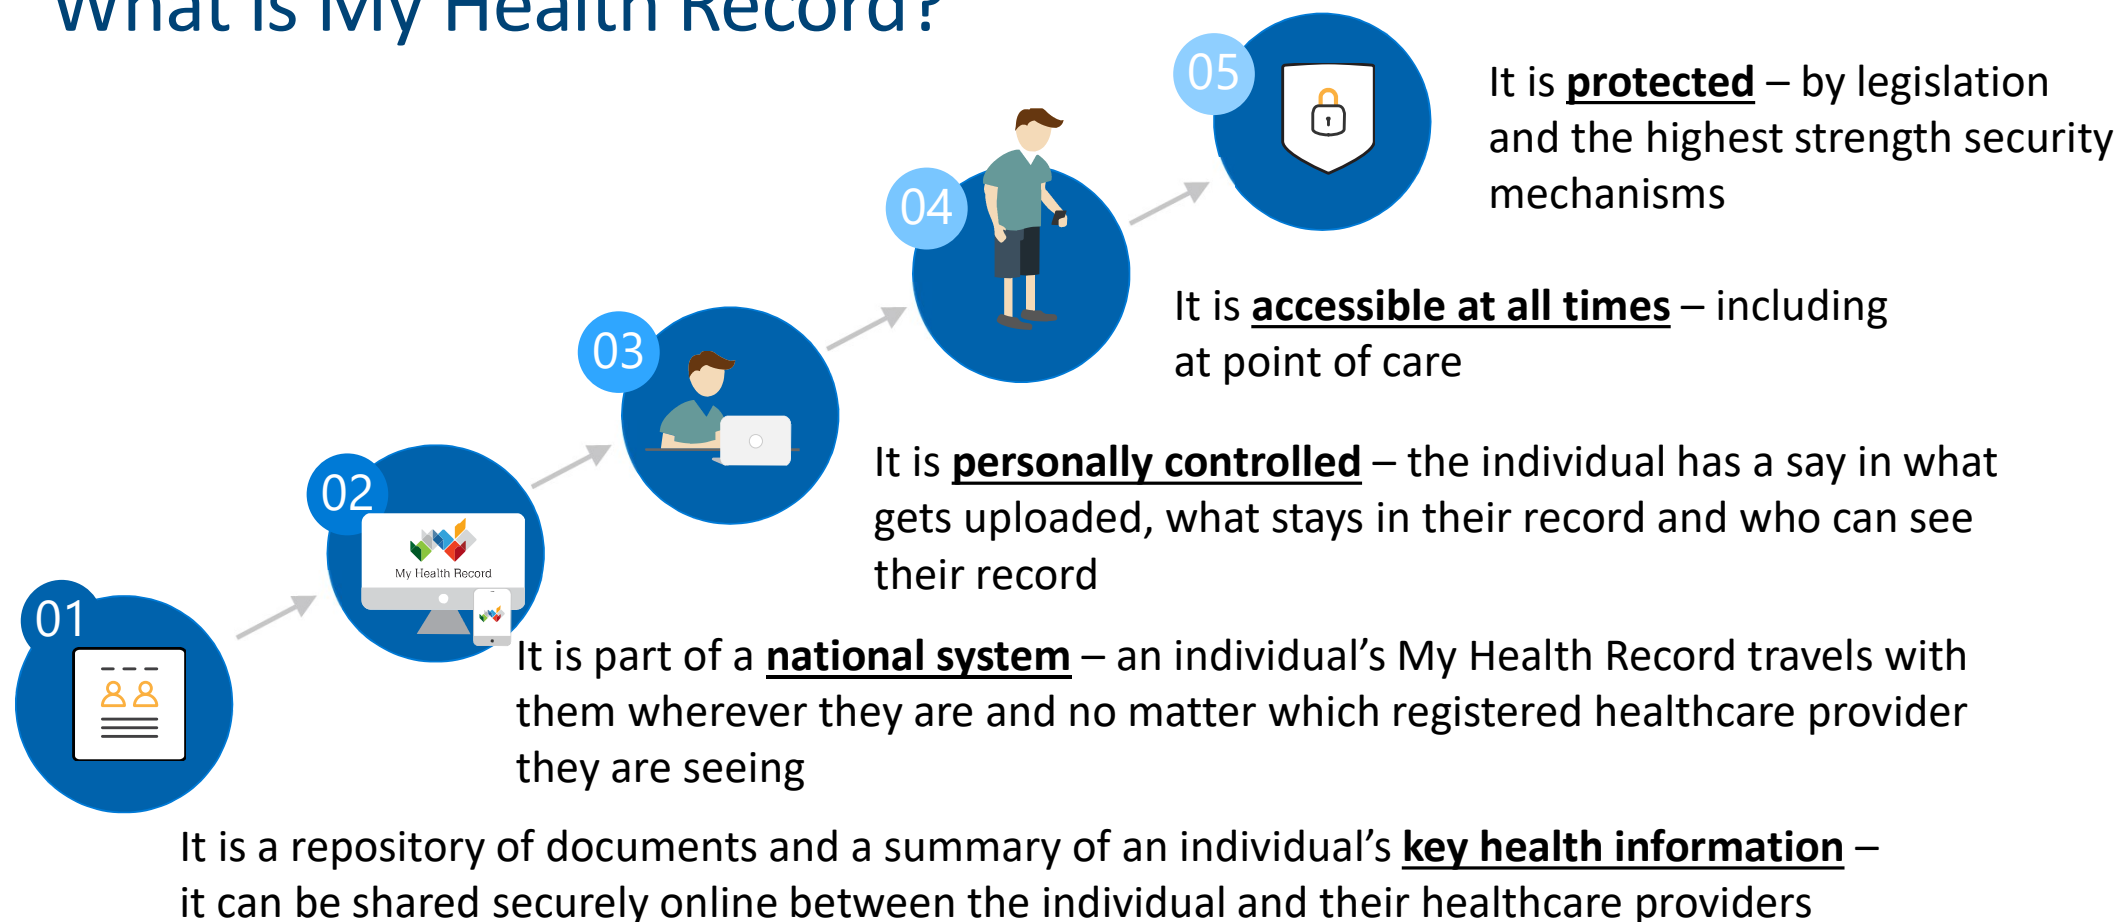 What is My Health Record?
05
It is protected – by legislation
and the highest strength security
mechanisms
04
It is accessible at all times – including
at point of care
03
It is personally controlled – the individual has a say in what
gets uploaded, what stays in their record and who can see
their record
02
My Health Record
It is part of a national system – an individual’s My Health Record travels with
them wherever they are and no matter which registered healthcare provider
they are seeing
01
It is a repository of documents and a summary of an individual’s key health information –
it can be shared securely online between the individual and their healthcare providers